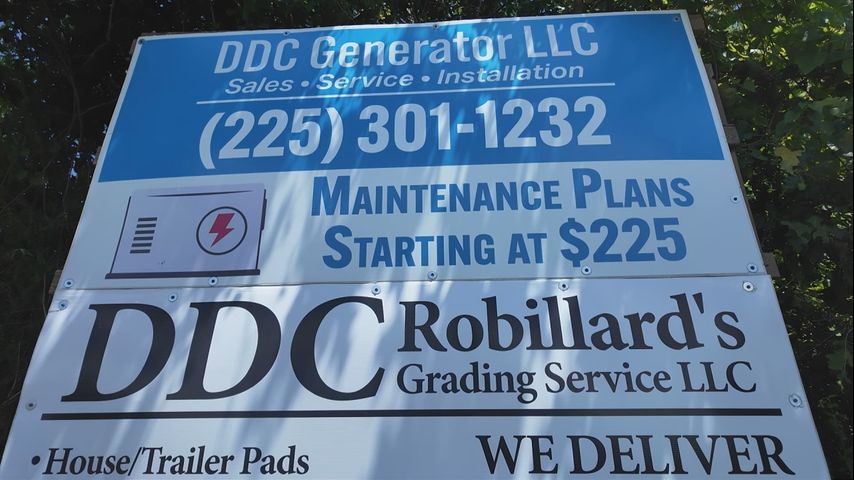 DDC Generator LLC
Sales • Service • Installation
(225) 301-1232
MAINTENANCE PLANS
STARTING AT $225
DDC Robillard's
Grading Service LLC
• House/Trailer Pads WE DELIVER